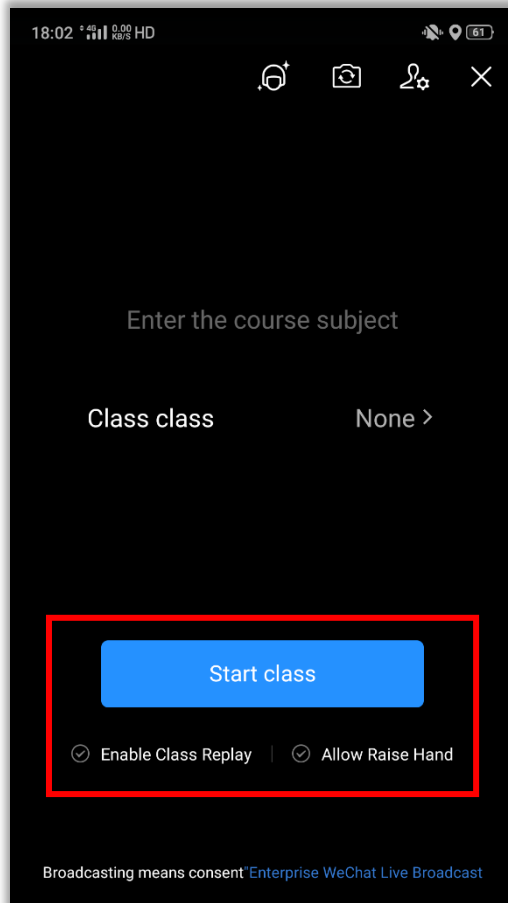 18:02 4G 0.00 KB/S HD 61
Enter the course subject
Class class None >
Start class
Enable Class Replay | Allow Raise Hand
Broadcasting means consent"Enterprise WeChat Live Broadcast